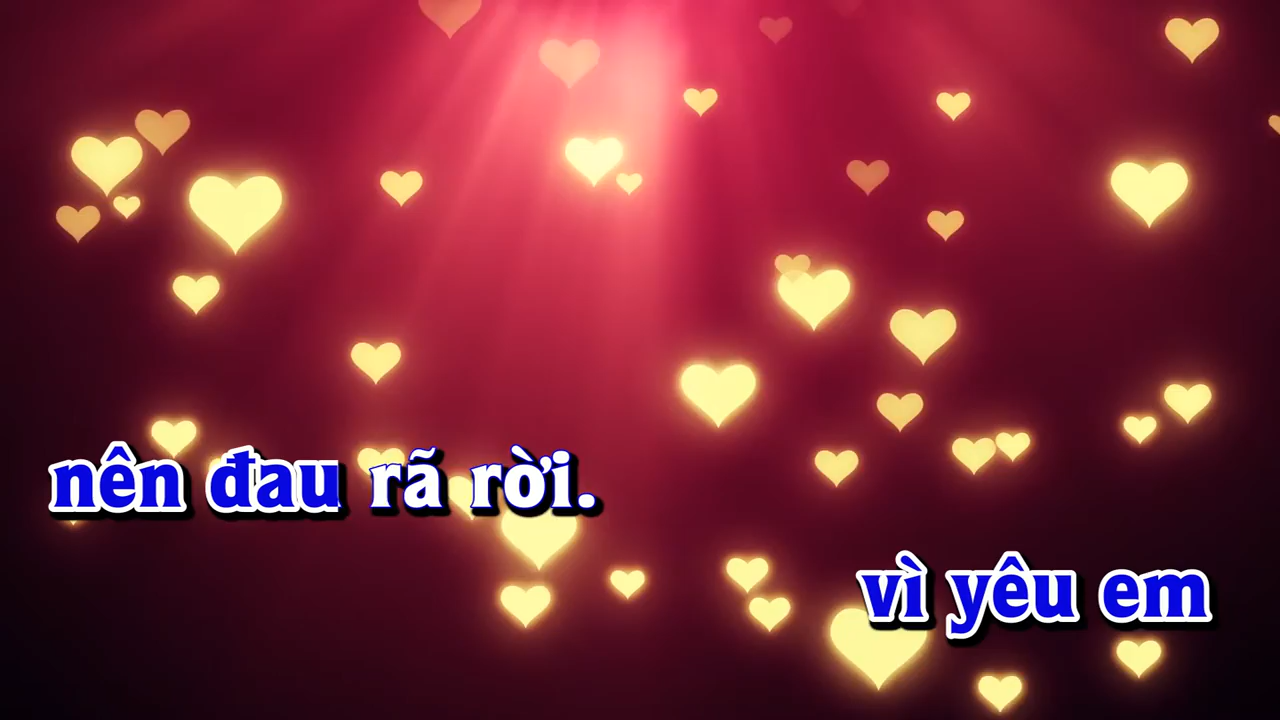 nên đau rã rời.
vì yêu em